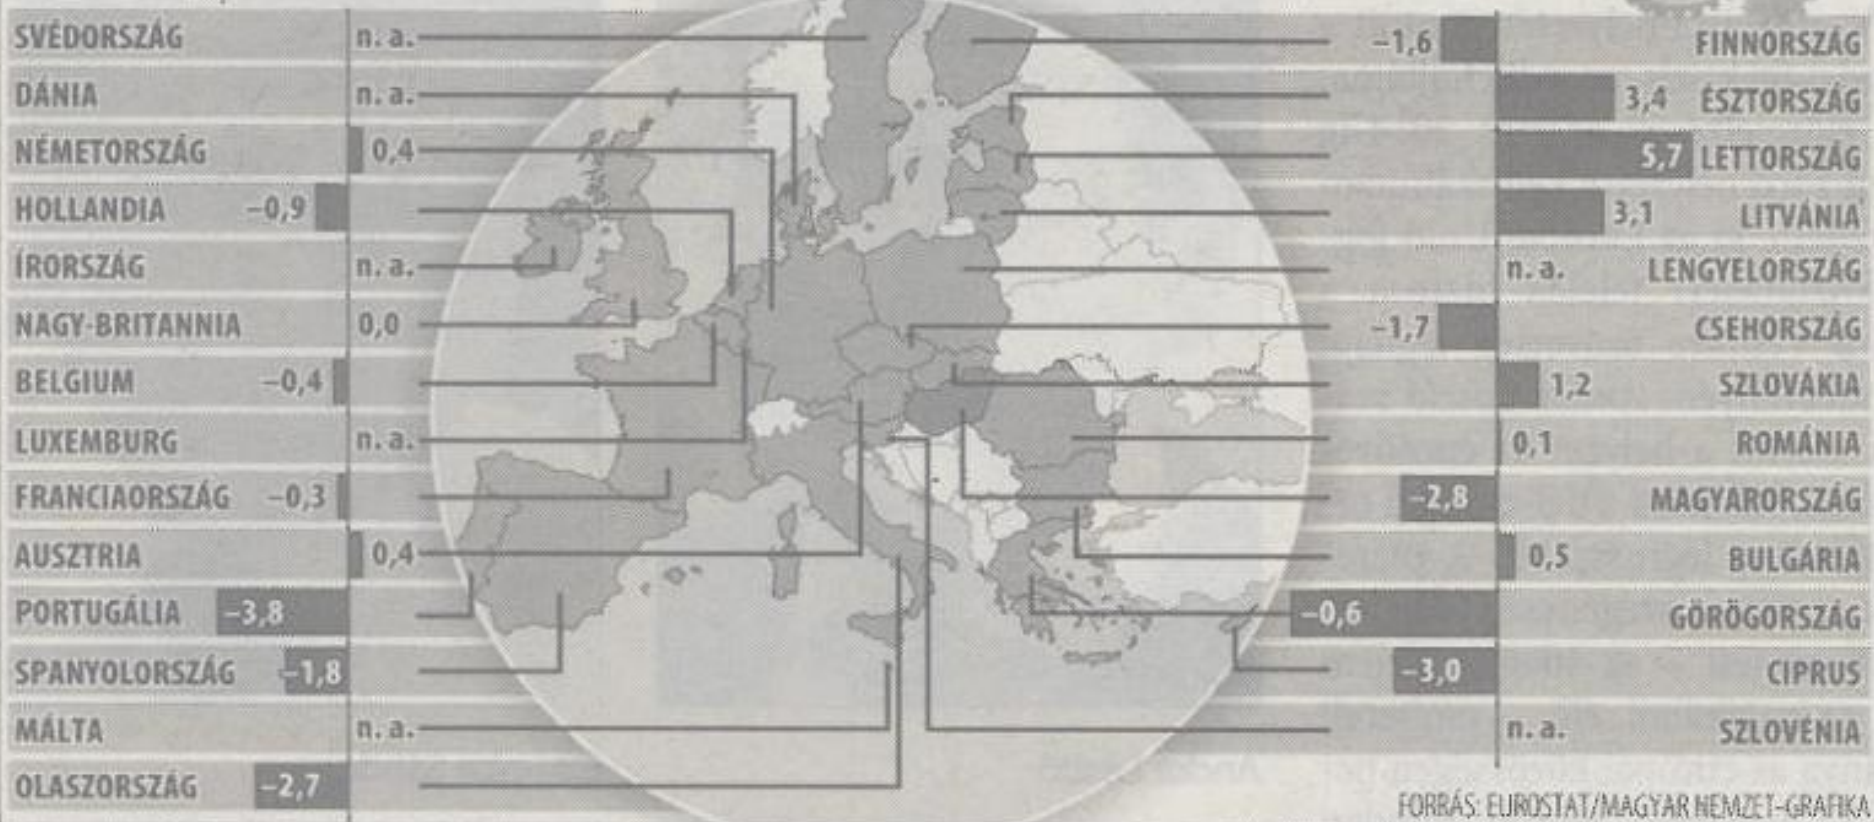 SVÉDORSZÁG n. a.
DÁNIA n. a.
NÉMETORSZÁG 0,4
HOLLANDIA –0,9
ÍRORSZÁG n. a.
NAGY-BRITANNIA 0,0
BELGIUM –0,4
LUXEMBURG n. a.
FRANCIAORSZÁG –0,3
AUSZTRIA 0,4
PORTUGÁLIA –3,8
SPANYOLORSZÁG –1,8
MÁLTA n. a.
OLASZORSZÁG –2,7
–1,6 FINNORSZÁG
3,4 ÉSZTORSZÁG
5,7 LETTORSZÁG
3,1 LITVÁNIA
n. a. LENGYELORSZÁG
–1,7 CSEHORSZÁG
1,2 SZLOVÁKIA
0,1 ROMÁNIA
–2,8 MAGYARORSZÁG
0,5 BULGÁRIA
–0,6 GÖRÖGORSZÁG
–3,0 CIPRUS
n. a. SZLOVÉNIA
FORRÁS: EUROSTAT/MAGYAR NEMZET-GRAFIKA